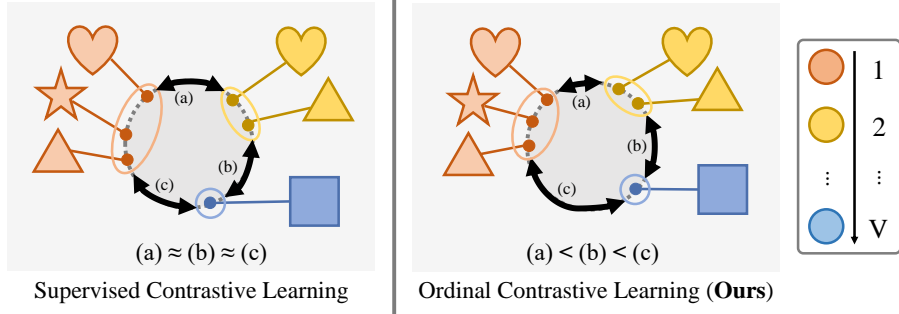 (a)
(b)
(c)
(a) ≈ (b) ≈ (c)
Supervised Contrastive Learning
(a)
(b)
(c)
(a) < (b) < (c)
Ordinal Contrastive Learning (Ours)
1
2
⋮ ⋮
V